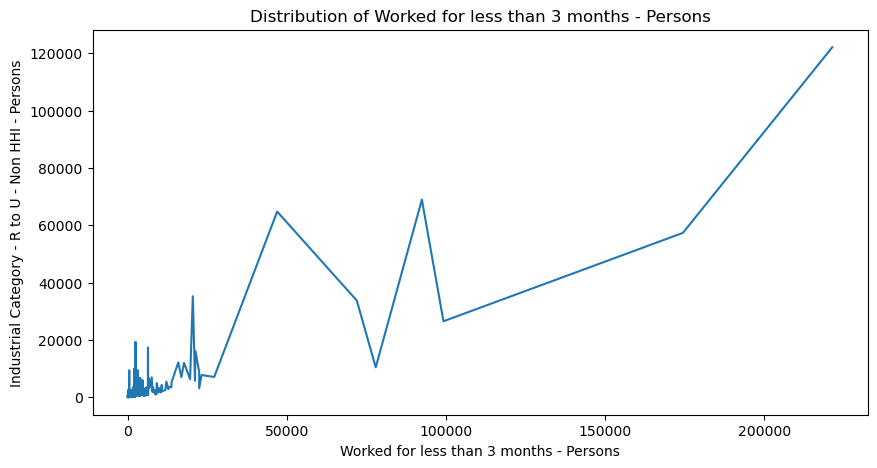 Distribution of Worked for less than 3 months - Persons
Industrial Category - R to U - Non HHI - Persons
120000
100000
80000
60000
40000
20000
0
0 50000 100000 150000 200000
Worked for less than 3 months - Persons